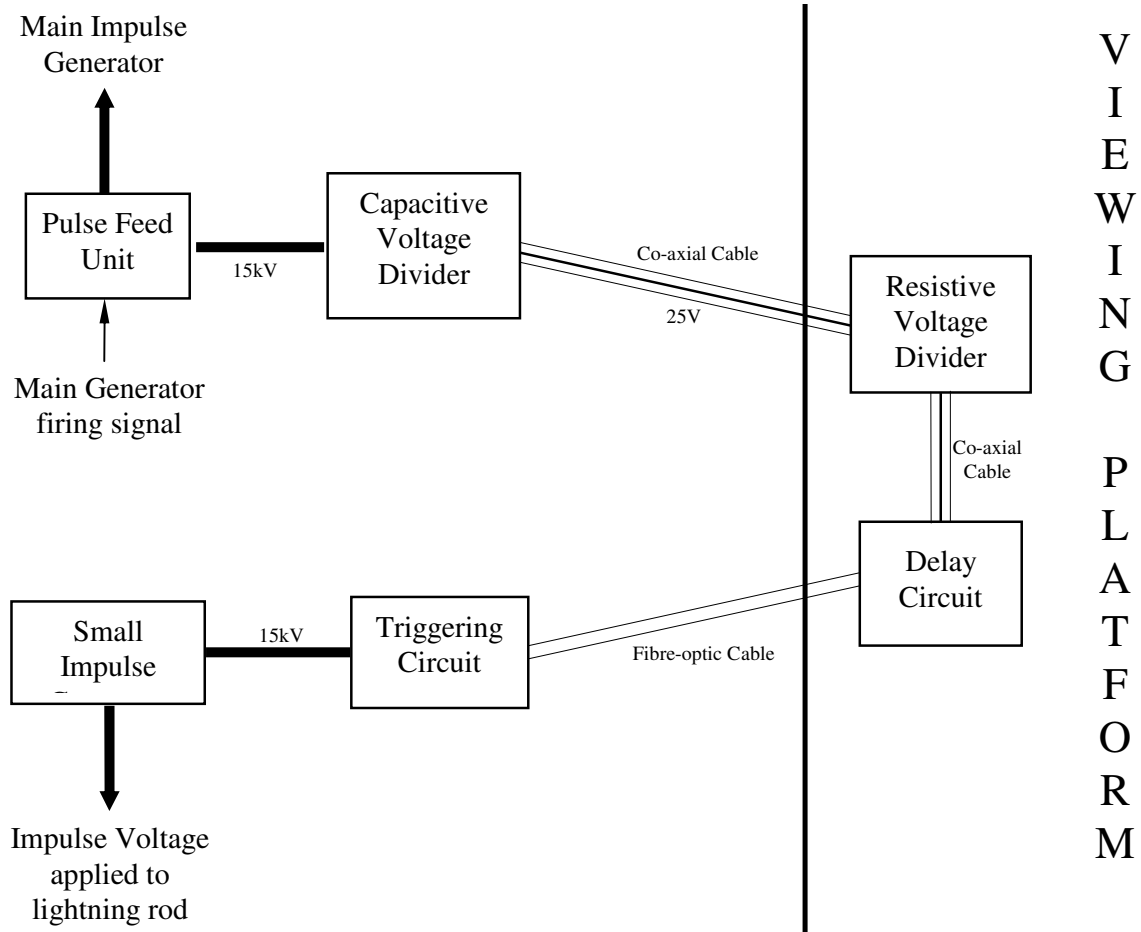 Main Impulse
Generator
Pulse Feed
Unit
15kV
Capacitive
Voltage
Divider
Co-axial Cable
25V
Resistive
Voltage
Divider
Main Generator
firing signal
Co-axial
Cable
Delay
Circuit
Fibre-optic Cable
Triggering
Circuit
15kV
Small
Impulse
Impulse Voltage
applied to
lightning rod
VIEWING
PLATFORM